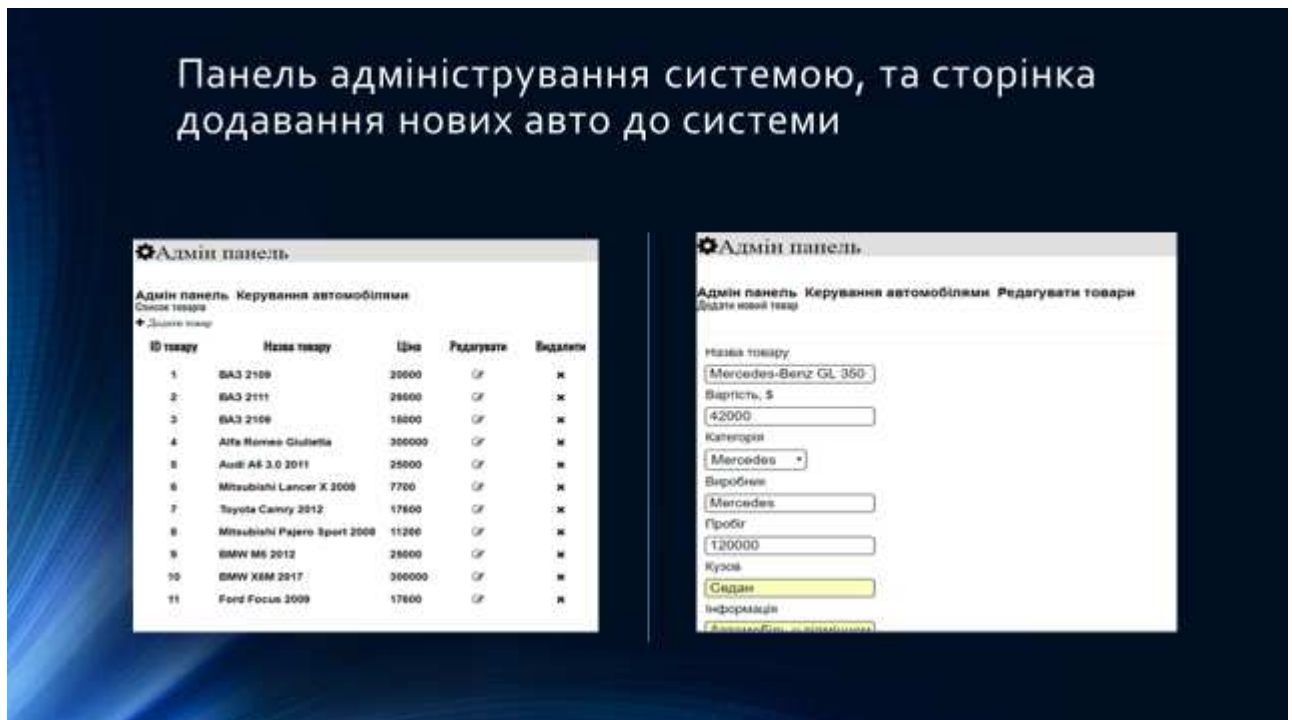 Панель адміністрування системою, та сторінка
додавання нових авто до системи
Адмін панель
Адмін панель Керування автомобілями
Список товарів
Додати товар
ID товару Назва товару Ціна Редагувати Видалити
1 ВАЗ 2109 20000
2 ВАЗ 2111
3 ВАЗ 2109
4 Alfa Romeo Giulietta 300000
5 Audi A6 3.0 2011 25000
6 Mitsubishi Lancer X 2008 7700
7 Toyota Camry 2012 17600
8 Mitsubishi Pajero Sport 2008 11200
9 BMW 2012
10 BMW X6M 2017 300000
11 Ford Focus 2009 17600
Адмін панель
Адмін панель Керування автомобілями Редагувати товари
Додати новий товар
Назва товару
Mercedes-Benz GL 350
Вартість, $
42000
Категорія
Mercedes
Виробник
Mercedes
Пробіг
120000
Кузов
Седан
Інформація